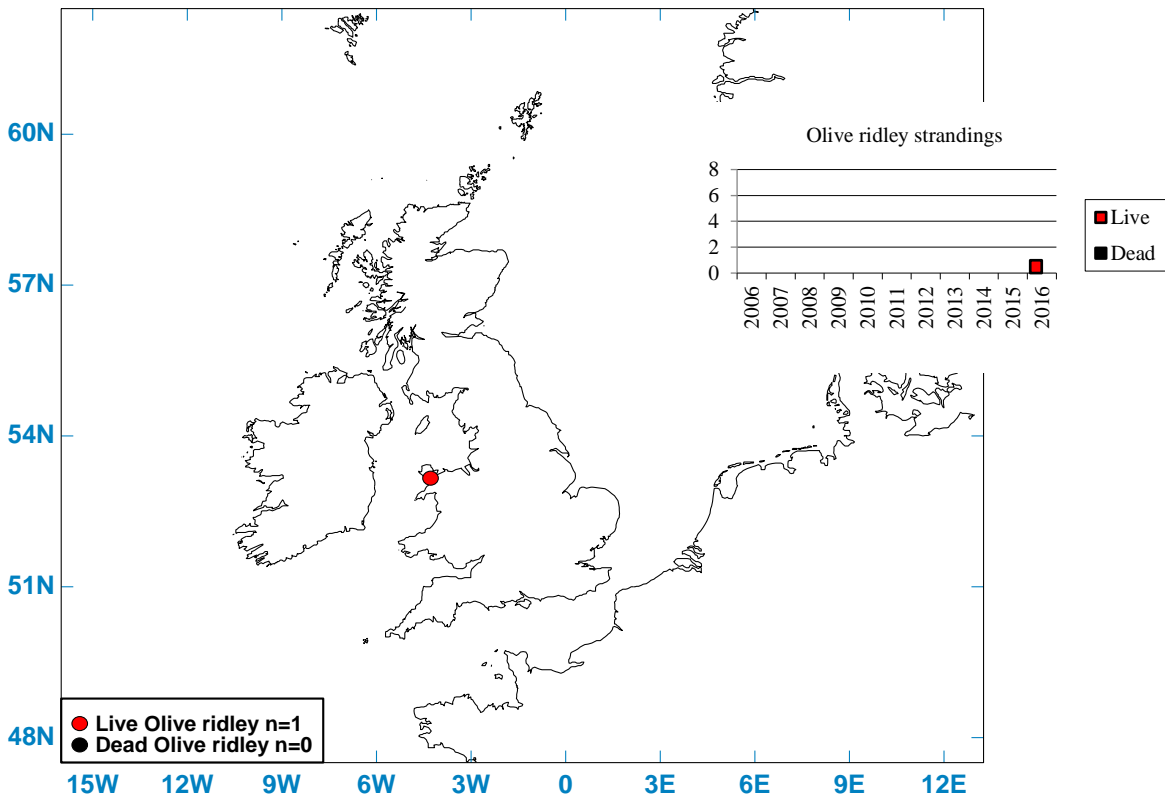 60N
57N
54N
51N
48N
Olive ridley strandings
8
6
4
2
0
2006
2007
2008
2009
2010
2011
2012
2013
2014
2015
2016
Live
Dead
Live Olive ridley n=1
Dead Olive ridley n=0
15W 12W 9W 6W 3W 0 3E 6E 9E 12E